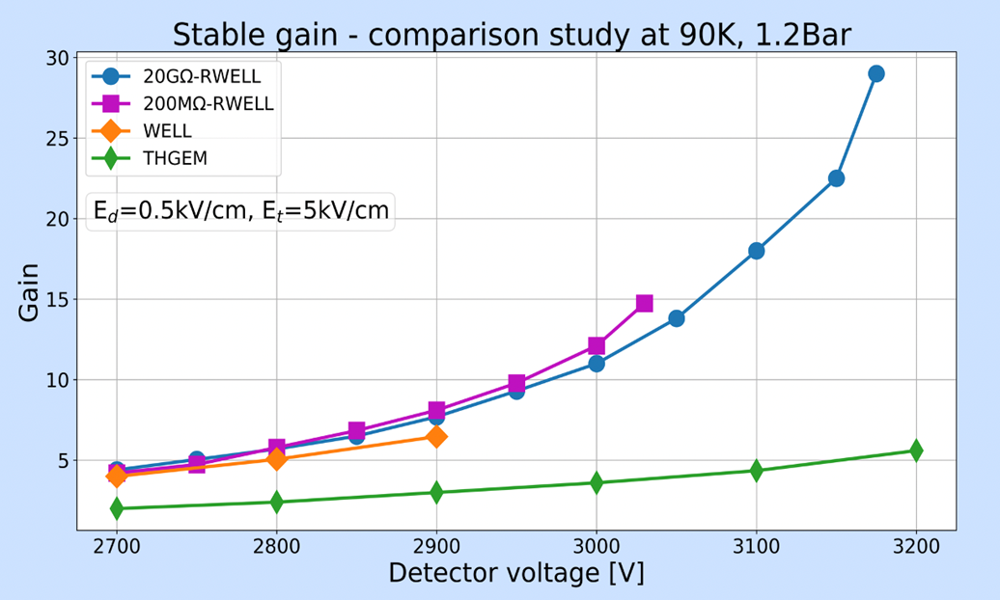 Stable gain - comparison study at 90K, 1.2Bar
30
25
20
15
10
5
Gain
20GΩ-RWELL
200MΩ-RWELL
WELL
THGEM
E_d=0.5kV/cm, E_t=5kV/cm
2700 2800 2900 3000 3100 3200
Detector voltage [V]